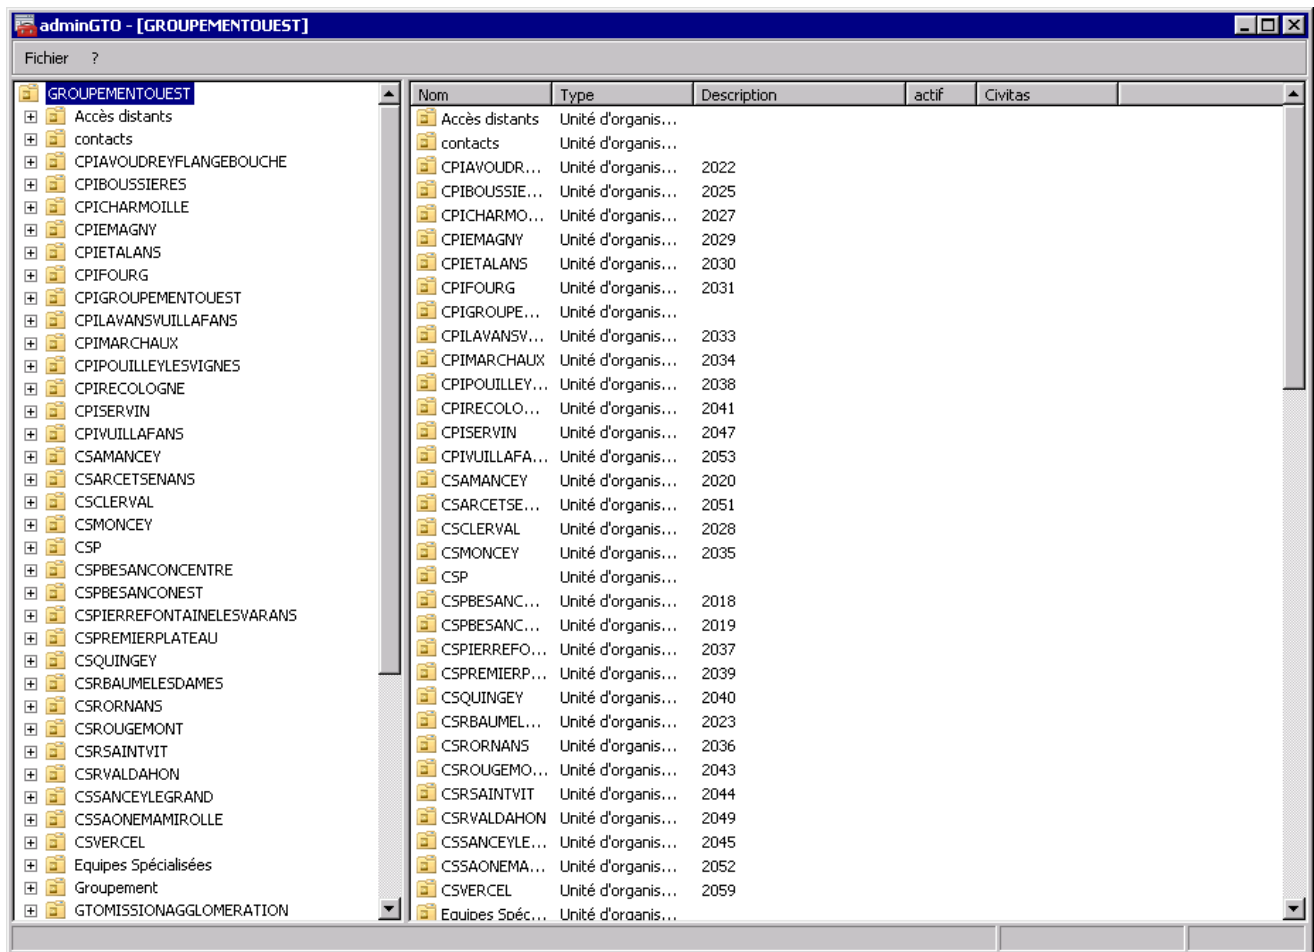 adminGTO - [GROUPEMENTOUEST]
Fichier ?
GROUPEMENTOUEST
Accès distants
contacts
CPIAVOUDREYFLANGEBOUCHE
CPIBOUSSIERES
CPICHARMOILLE
CPIEMAGNY
CPIETALANS
CPIFOURG
CPIGROUPEMENTOUEST
CPILAVANSVUILLAFANS
CPIMARCHAUX
CPIPOUILLEYLESVIGNES
CPIRECOLOGNE
CPISERVIN
CPIVUILLAFANS
CSAMANCEY
CSARCETSENANS
CSCLERVAL
CSMONCEY
CSP
CSPBESANCONCENTRE
CSPBESANCONEST
CSPIERREFONTAINELESVARANS
CSPREMIERPLATEAU
CSQUINGEY
CSRBAUMELESDAMES
CSRORNANS
CSROUGEMONT
CSRSAINTVIT
CSRVALDAHON
CSSANCEYLEGRAND
CSSAONEMAMIROLLE
CSVERCEL
Equipes Spécialisées
Groupement
GTOMISSIONAGGLOMERATION
Nom Type Description actif Civitas
Accès distants Unité d'organis...
contacts Unité d'organis...
CPIAVOUDR... Unité d'organis... 2022
CPIBOUSSIE... Unité d'organis... 2025
CPICHARMO... Unité d'organis... 2027
CPIEMAGNY Unité d'organis... 2029
CPIETALANS Unité d'organis... 2030
CPIFOURG Unité d'organis... 2031
CPIGROUPE... Unité d'organis...
CPILAVANSV... Unité d'organis... 2033
CPIMARCHAUX Unité d'organis... 2034
CPIPOUILLEY... Unité d'organis... 2038
CPIRECOLO... Unité d'organis... 2041
CPISERVIN Unité d'organis... 2047
CPIVUILLAFA... Unité d'organis... 2053
CSAMANCEY Unité d'organis... 2020
CSARCETSE... Unité d'organis... 2051
CSCLERVAL Unité d'organis... 2028
CSMONCEY Unité d'organis... 2035
CSP Unité d'organis...
CSPBESANC... Unité d'organis... 2018
CSPBESANC... Unité d'organis... 2019
CSPIERREFO... Unité d'organis... 2037
CSPREMIERP... Unité d'organis... 2039
CSQUINGEY Unité d'organis... 2040
CSRBAUMEL... Unité d'organis... 2023
CSRORNANS Unité d'organis... 2036
CSROUGEMO... Unité d'organis... 2043
CSRSAINTVIT Unité d'organis... 2044
CSRVALDAHON Unité d'organis... 2049
CSSANCEYLE... Unité d'organis... 2045
CSSAONEMA... Unité d'organis... 2052
CSVERCEL Unité d'organis... 2059
Equipes Spéc... Unité d'organis...